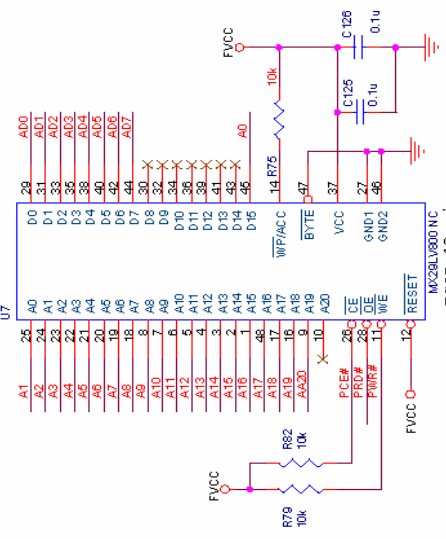 U7
A1 25 A0 D0 29 AD0
A2 24 A1 D1 31 AD1
A3 23 A2 D2 33 AD2
A4 22 A3 D3 35 AD3
A5 21 A4 D4 38 AD4
A6 20 A5 D5 40 AD5
A7 19 A6 D6 42 AD6
A8 18 A7 D7 44 AD7
A9 8 A8 D8 30
A10 7 A9 D9 32
A11 6 A10 D10 34
A12 5 A11 D11 36
A13 4 A12 D12 39
A14 3 A13 D13 41
A15 2 A14 D14 43
A16 1 A15 D15 45 A0
A17 48 A16
A18 17 A17 WP/ACC 14
A19 16 A18
AA20 9 A19 BYTE 47
10 A20
VCC 37
PCE# 26 CE
PRD# 28 OE GND1 27
PWR# 11 WE GND2 46
12 RESET
MX29LV800 NC
FVCC
R82
10k
R79
10k
FVCC
FVCC
R75
10k
C125
0.1u
C126
0.1u